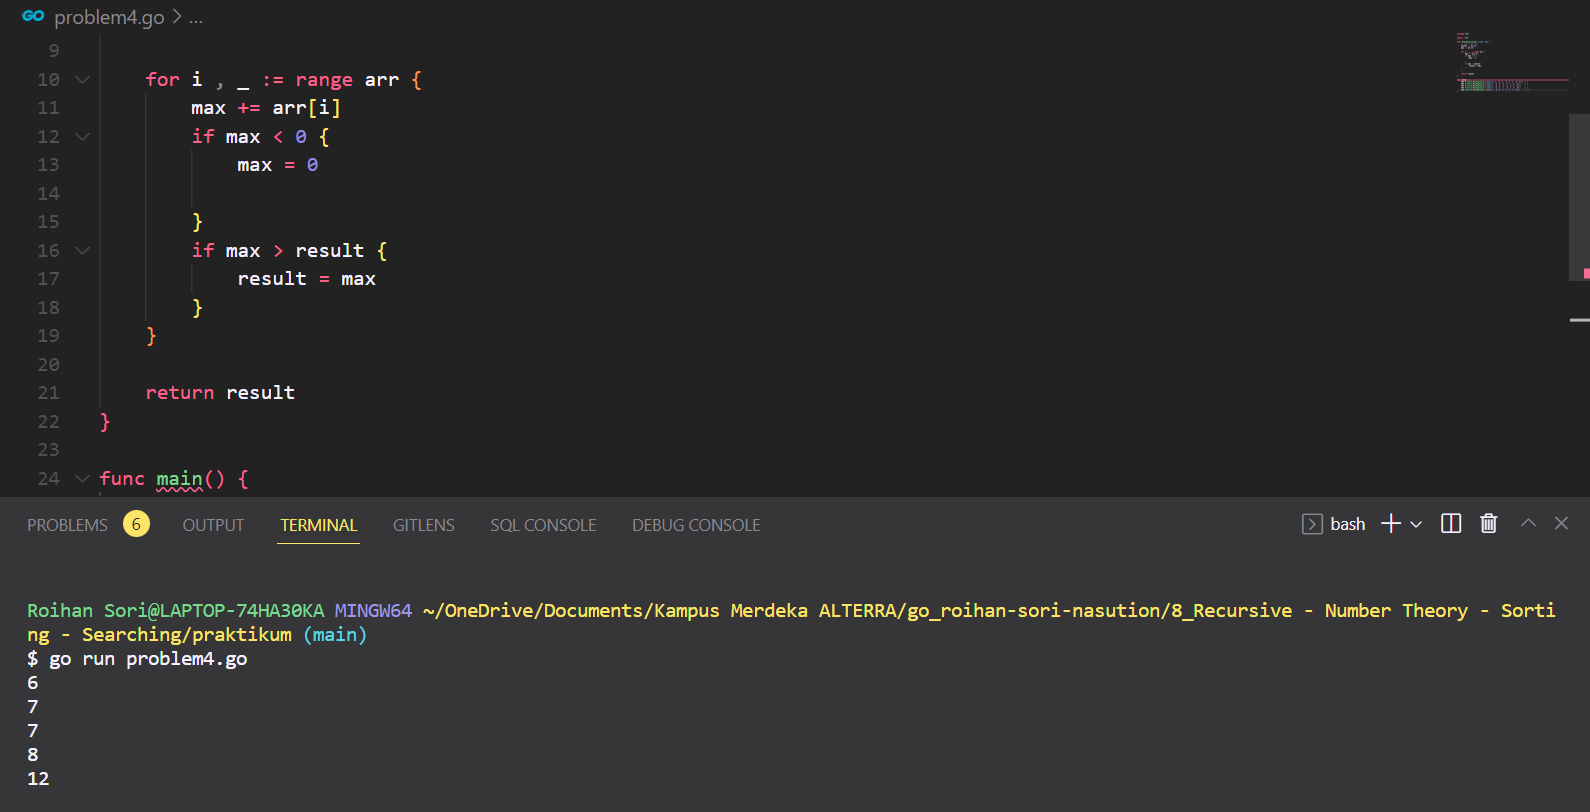 GO problem4.go > ...
9
10 for i , _ := range arr {
11 max += arr[i]
12 if max < 0 {
13 max = 0
14
15 }
16 if max > result {
17 result = max
18 }
19 }
20
21 return result
22 }
23
24 func main() {
PROBLEMS 6 OUTPUT TERMINAL GITLENS SQL CONSOLE DEBUG CONSOLE bash
Roihan Sori@LAPTOP-74HA30KA MINGW64 ~/OneDrive/Documents/Kampus Merdeka ALTERRA/go_roihan-sori-nasution/8_Recursive - Number Theory - Sorti
ng - Searching/praktikum (main)
$ go run problem4.go
6
7
7
8
12